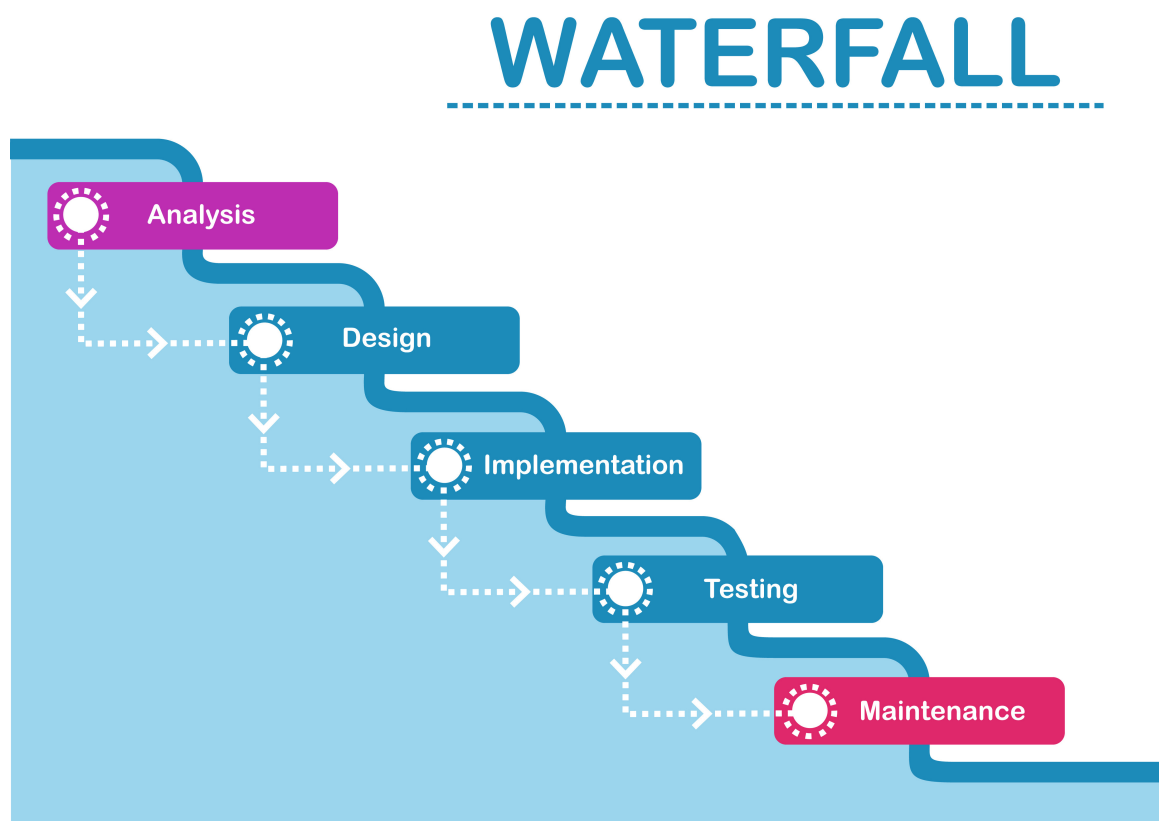 WATERFALL
Analysis
Design
Implementation
Testing
Maintenance